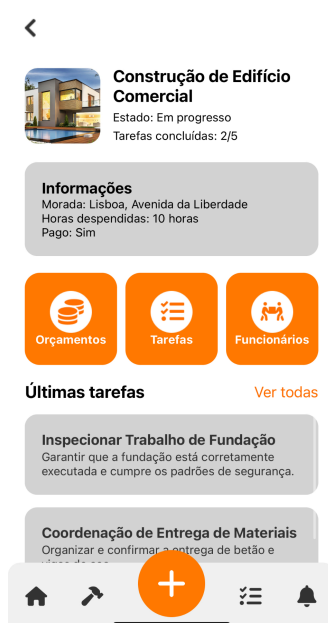 Construção de Edifício
Comercial
Estado: Em progresso
Tarefas concluídas: 2/5
Informações
Morada: Lisboa, Avenida da Liberdade
Horas despendidas: 10 horas
Pago: Sim
Orçamentos
Tarefas
Funcionários
Últimas tarefas
Ver todas
Inspecionar Trabalho de Fundação
Garantir que a fundação está corretamente
executada e cumpre os padrões de segurança.
Coordenação de Entrega de Materiais
Organizar e confirmar a entrega de betão e